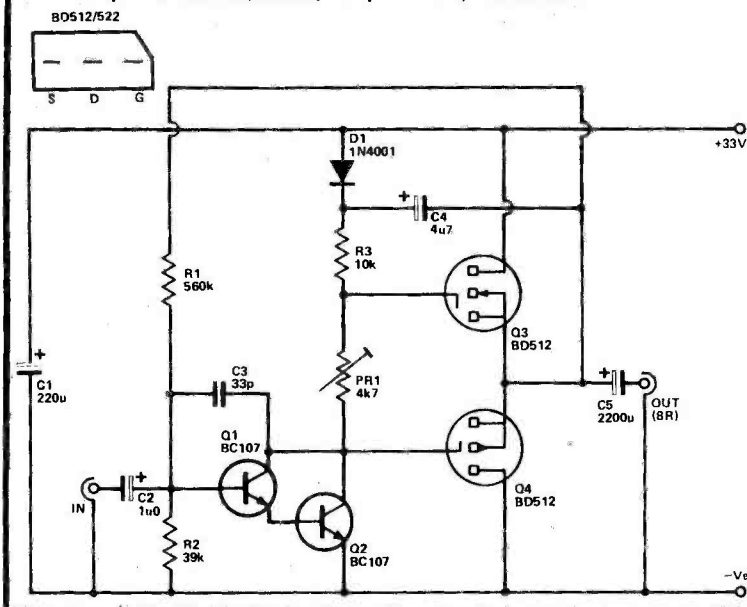 BD512/522
S D G
D1
1N4001
+33V
+
C4
4u7
R3
10k
R1
560k
Q3
BD512
+
C1
220u
C3
33p
PR1
4k7
+
C5
2200u
OUT
(8R)
Q1
BC107
IN
+
C2
1u0
Q4
BD512
R2
39k
Q2
BC107
-Ve